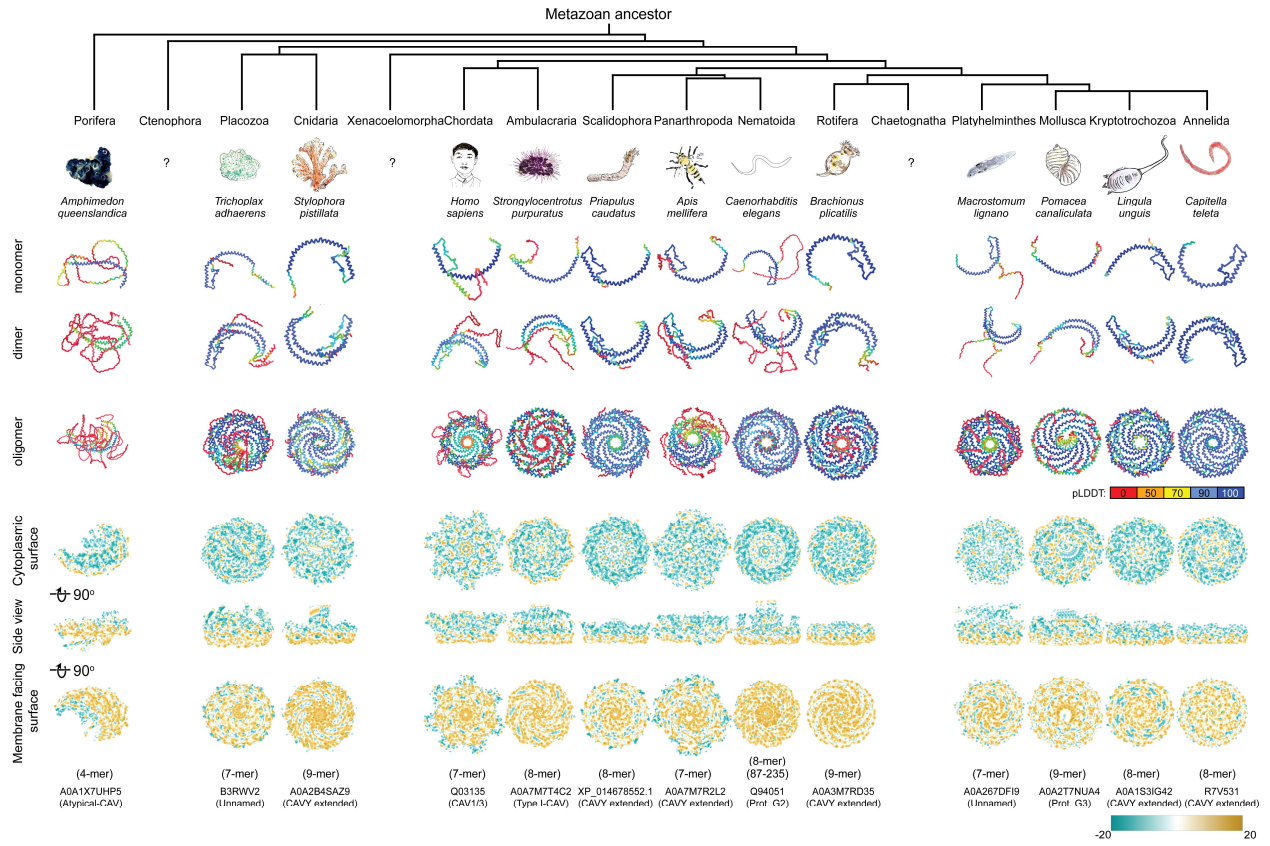 Metazoan ancestor
Porifera Ctenophora Placozoa Cnidaria Xenacoelomorpha Chordata Ambulacraria Scalidophora Panarthropoda Nematoida Rotifera Chaetognatha Platyhelminthes Mollusca Kryptotrochozoa Annelida
? ? ?
Amphimedon queenslandica
Trichoplax adhaerens
Stylophora pistillata
Homo sapiens
Strongylocentrotus purpuratus
Priapulus caudatus
Apis mellifera
Caenorhabditis elegans
Brachionus plicatilis
Macrostomum lignano
Pomacea canaliculata
Lingula unguis
Capitella teleta
monomer
dimer
oligomer
pLDDT: 0 50 70 90 100
Cytoplasmic
surface
90º
Side view
90º
Membrane facing
surface
(4-mer) (7-mer) (9-mer) (7-mer) (8-mer) (8-mer) (7-mer) (8-mer) (87-235) (9-mer) (7-mer) (9-mer) (8-mer) (8-mer)
A0A1X7UHP5 B3RWV2 A0A2B4SAZ9 Q03135 A0A7M7T4C2 XP_014678552.1 A0A7M7R2L2 Q94051 A0A3M7RD35 A0A267DFI9 A0A2T7NUA4 A0A1S3IG42 R7V531
(Atypical-CAV) (Unnamed) (CAVY extended) (CAV1/3) (Type I-CAV) (CAVY extended) (CAVY extended) (Prot. G2) (CAVY extended) (Unnamed) (Prot. G3) (CAVY extended) (CAVY extended)
-20 20